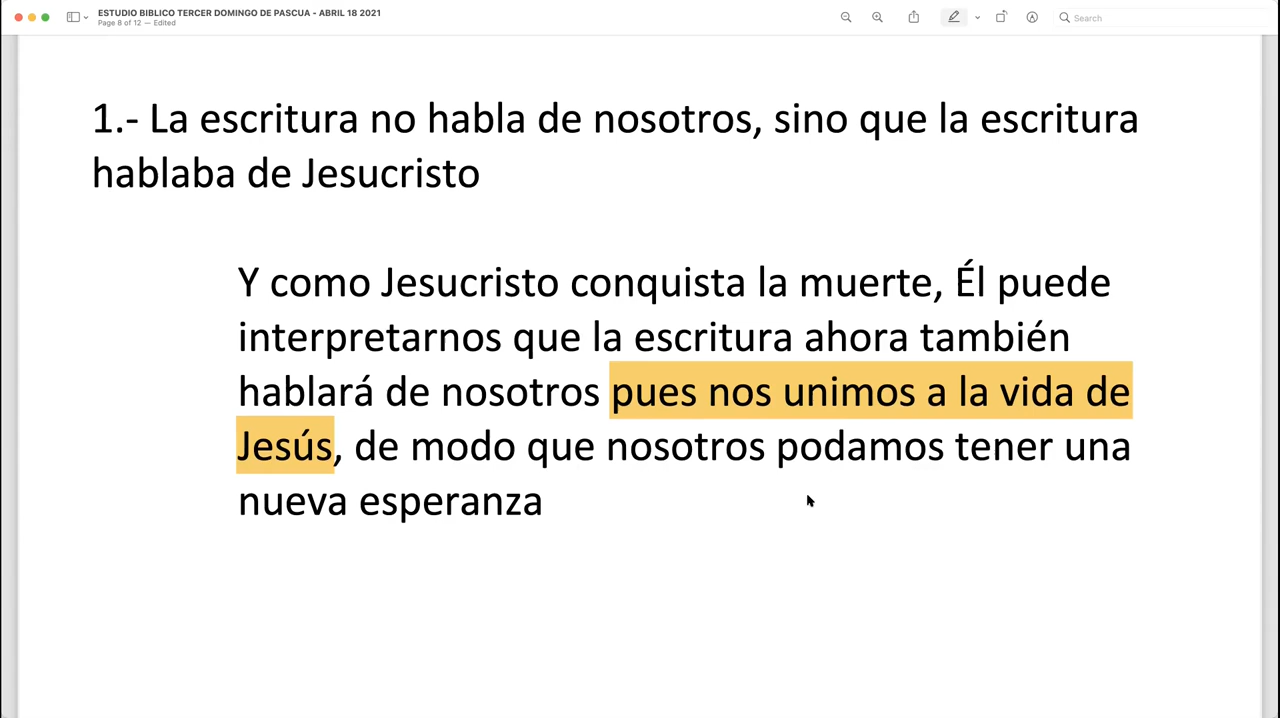 ESTUDIO BIBLICO TERCER DOMINGO DE PASCUA - ABRIL 18 2021
Page 8 of 12 — Edited
Search
1.- La escritura no habla de nosotros, sino que la escritura
hablaba de Jesucristo
Y como Jesucristo conquista la muerte, Él puede
interpretarnos que la escritura ahora también
hablará de nosotros pues nos unimos a la vida de
Jesús, de modo que nosotros podamos tener una
nueva esperanza